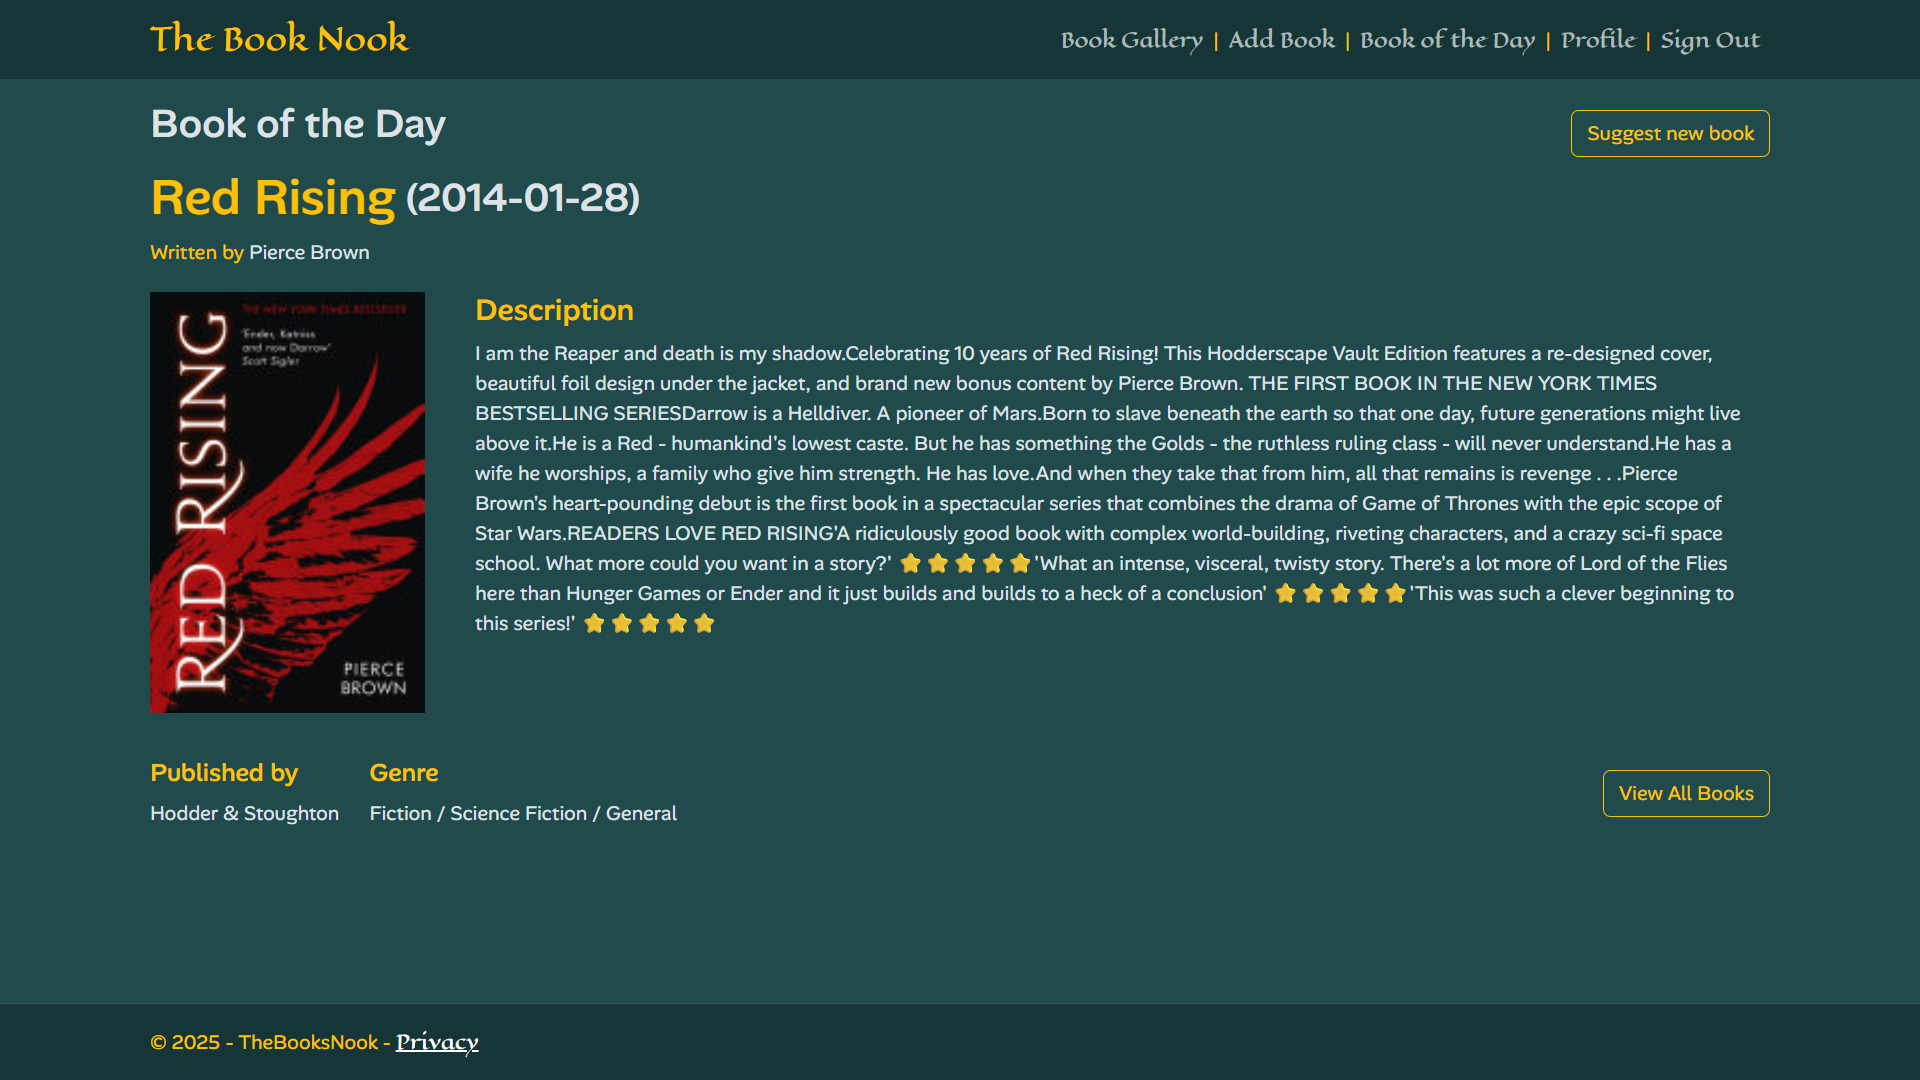 The Book Nook
Book Gallery | Add Book | Book of the Day | Profile | Sign Out
Book of the Day
Suggest new book
Red Rising (2014-01-28)
Written by Pierce Brown
THE NEW YORK TIMES BESTSELLER
'Ender, Katniss
and now Darrow'
Scott Sigler
RED RISING
PIERCE
BROWN
Description
I am the Reaper and death is my shadow.Celebrating 10 years of Red Rising! This Hodderscape Vault Edition features a re-designed cover,
beautiful foil design under the jacket, and brand new bonus content by Pierce Brown. THE FIRST BOOK IN THE NEW YORK TIMES
BESTSELLING SERIESDarrow is a Helldiver. A pioneer of Mars.Born to slave beneath the earth so that one day, future generations might live
above it.He is a Red - humankind's lowest caste. But he has something the Golds - the ruthless ruling class - will never understand.He has a
wife he worships, a family who give him strength. He has love.And when they take that from him, all that remains is revenge . . .Pierce
Brown's heart-pounding debut is the first book in a spectacular series that combines the drama of Game of Thrones with the epic scope of
Star Wars.READERS LOVE RED RISING'A ridiculously good book with complex world-building, riveting characters, and a crazy sci-fi space
school. What more could you want in a story?' ⭐⭐⭐⭐⭐'What an intense, visceral, twisty story. There's a lot more of Lord of the Flies
here than Hunger Games or Ender and it just builds and builds to a heck of a conclusion' ⭐⭐⭐⭐⭐'This was such a clever beginning to
this series!' ⭐⭐⭐⭐⭐
Published by
Hodder & Stoughton
Genre
Fiction / Science Fiction / General
View All Books
© 2025 - TheBooksNook - Privacy